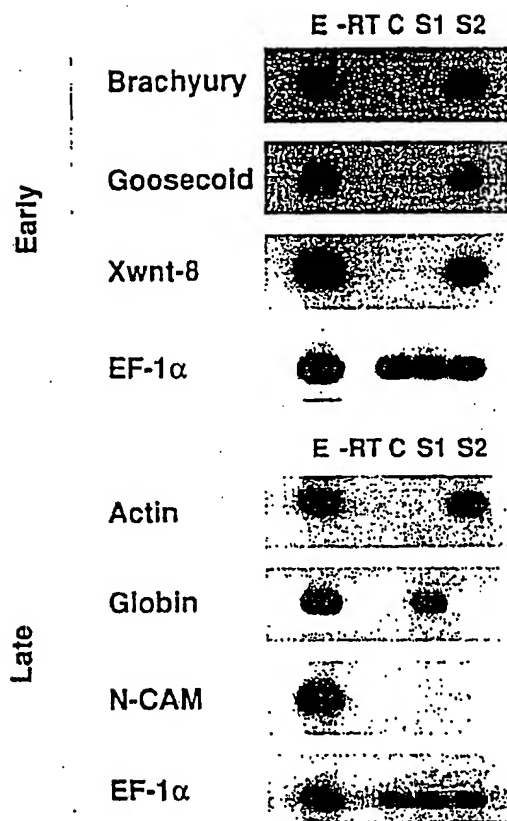 E -RT C S1 S2
Brachyury
Goosecoid
Xwnt-8
EF-1α
Early
E -RT C S1 S2
Actin
Globin
N-CAM
EF-1α
Late